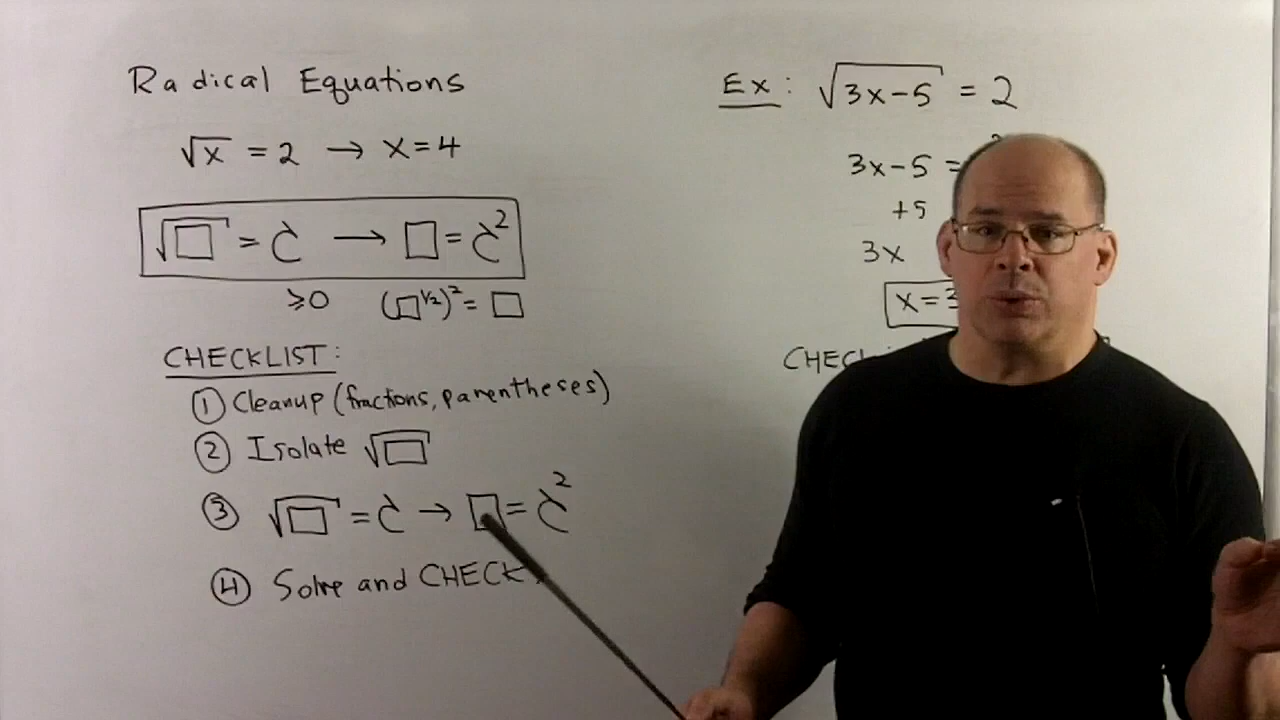 Radical Equations
√x = 2 → x = 4
√□ = c → □ = c²
≥0 (□^1/2)² = □
CHECKLIST:
① Cleanup (fractions, parentheses)
② Isolate √□
③ √□ = c → □ = c²
④ Solve and CHECK
Ex: √3x-5 = 2
3x-5 =
+5
3x
x=3